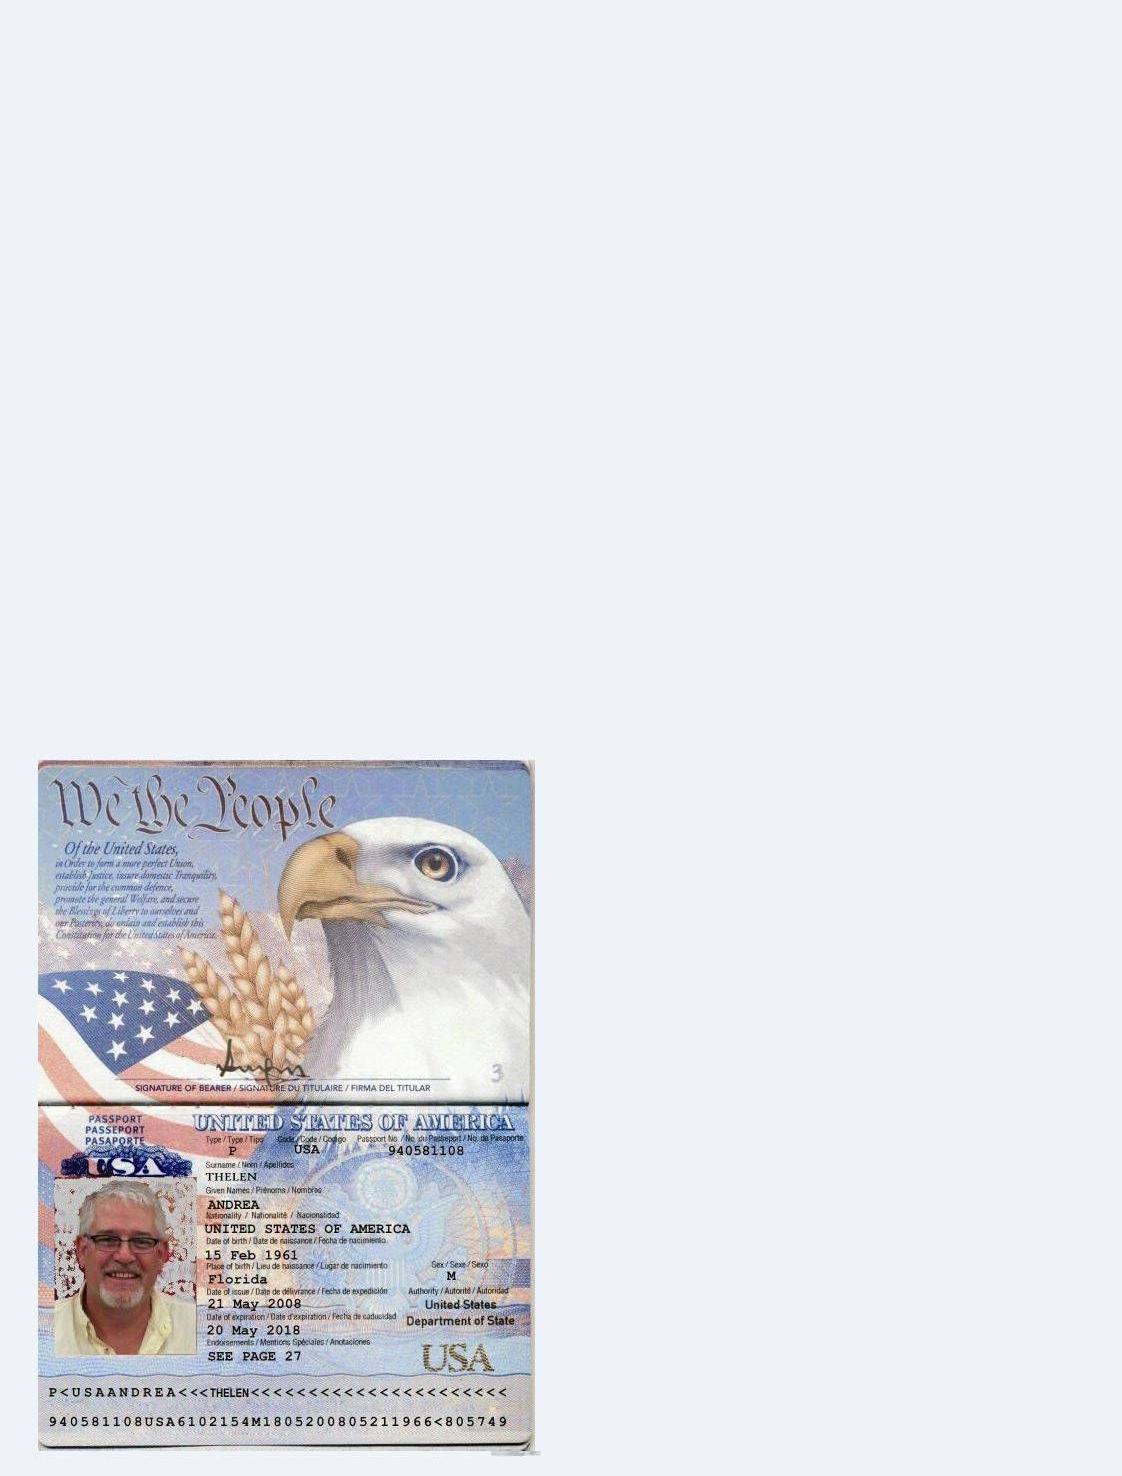 We the People
Of the United States,
in Order to form a more perfect Union,
establish Justice, insure domestic Tranquility,
provide for the common defence,
promote the general Welfare, and secure
the Blessings of Liberty to ourselves and
our Posterity, do ordain and establish this
Constitution for the United States of America.
3
SIGNATURE OF BEARER / SIGNATURE DU TITULAIRE / FIRMA DEL TITULAR
PASSPORT
PASSEPORT
PASAPORTE
USA
UNITED STATES OF AMERICA
Type / Type / Tipo Code / Code / Codigo Passport No. / No. du Passeport / No. de Pasaporte
P USA 940581108
Surname / Nom / Apellidos
THELEN
Given Names / Prénoms / Nombres
ANDREA
Nationality / Nationalité / Nacionalidad
UNITED STATES OF AMERICA
Date of birth / Date de naissance / Fecha de nacimiento
15 Feb 1961
Place of birth / Lieu de naissance / Lugar de nacimiento Sex / Sexe / Sexo
Florida M
Date of issue / Date de délivrance / Fecha de expedición Authority / Autorité / Autoridad
21 May 2008 United States
Date of expiration / Date d'expiration / Fecha de caducidad Department of State
20 May 2018
Endorsements / Mentions Spéciales / Anotaciones
SEE PAGE 27
USA
P<USAANDREA<<<THELEN<<<<<<<<<<<<<<<<<<<<<<
940581108USA6102154M1805200805211966<805749